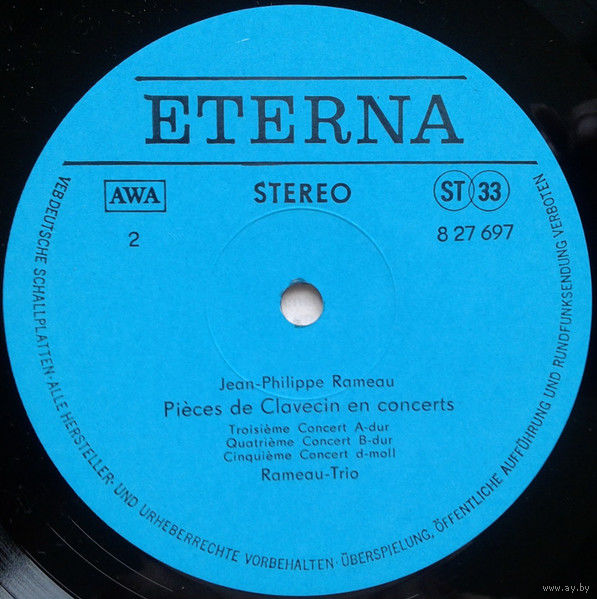 ETERNA
AWA
STEREO
ST 33
2
8 27 697
Jean-Philippe Rameau
Pièces de Clavecin en concerts
Troisième Concert A-dur
Quatrième Concert B-dur
Cinquième Concert d-moll
Rameau-Trio
VEB DEUTSCHE SCHALLPLATTEN · ALLE HERSTELLER- UND URHEBERRECHTE VORBEHALTEN · ÜBERSPIELUNG, ÖFFENTLICHE AUFFÜHRUNG UND RUNDFUNKSENDUNG VERBOTEN
www.ay.by